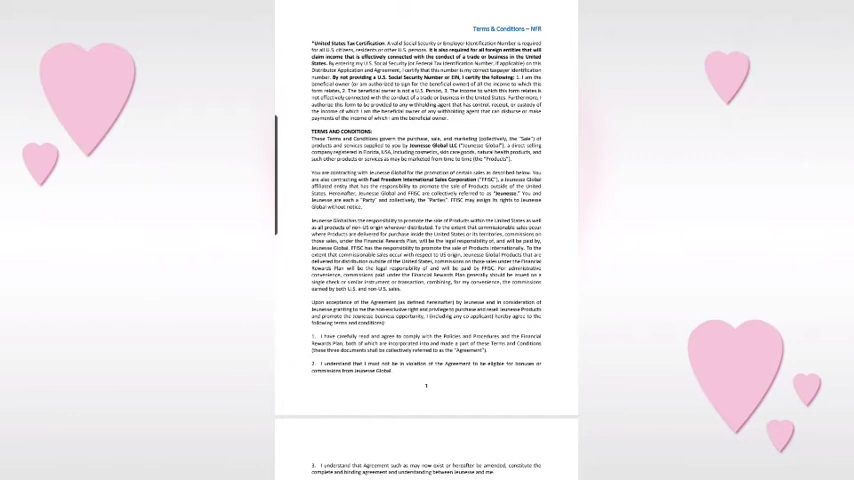 Terms & Conditions – NFR
*United States Tax Certification. A valid Social Security or Employer Identification Number is required
for all U.S. citizens, residents or other U.S. persons. It is also required for all foreign entities that will
claim income that is effectively connected with the conduct of a trade or business in the United
States. By entering my U.S. Social Security (or Federal Tax Identification Number, if applicable) on this
Distributor Application and Agreement, I certify that this number is my correct taxpayer identification
number. By not providing a U.S. Social Security Number or EIN, I certify the following: 1. I am the
beneficial owner (or am authorized to sign for the beneficial owner) of all the income to which this
form relates, 2. The beneficial owner is not a U.S. Person, 3. The income to which this form relates is
not effectively connected with the conduct of a trade or business in the United States. Furthermore, I
authorize this form to be provided to any withholding agent that has control, receipt, or custody of
the income of which I am the beneficial owner or any withholding agent that can disburse or make
payments of the income of which I am the beneficial owner.
TERMS AND CONDITIONS:
These Terms and Conditions govern the purchase, sale, and marketing (collectively, the "Sale") of
products and services supplied to you by Jeunesse Global LLC ("Jeunesse Global"), a direct selling
company registered in Florida, USA, including cosmetics, skin care goods, natural health products, and
such other products or services as may be marketed from time to time (the "Products").
You are contracting with Jeunesse Global for the promotion of certain sales as described below. You
are also contracting with Fuel Freedom International Sales Corporation ("FFISC"), a Jeunesse Global
affiliated entity that has the responsibility to promote the sale of Products outside of the United
States. Hereinafter, Jeunesse Global and FFISC are collectively referred to as "Jeunesse." You and
Jeunesse are each a "Party" and collectively, the "Parties". FFISC may assign its rights to Jeunesse
Global without notice.
Jeunesse Global has the responsibility to promote the sale of Products within the United States as well
as all products of non-US origin wherever distributed. To the extent that commissionable sales occur
where Products are delivered for purchase inside the United States or its territories, commissions on
those sales, under the Financial Rewards Plan, will be the legal responsibility of, and will be paid by,
Jeunesse Global. FFISC has the responsibility to promote the sale of Products internationally. To the
extent that commissionable sales occur with respect to US origin, Jeunesse Global Products that are
delivered for distribution outside of the United States, commissions on those sales under the Financial
Rewards Plan will be the legal responsibility of and will be paid by FFISC. For administrative
convenience, commissions paid under the Financial Rewards Plan generally should be issued on a
single check or similar instrument or transaction, combining, for my convenience, the commissions
earned by both U.S. and non-U.S. sales.
Upon acceptance of the Agreement (as defined hereinafter) by Jeunesse and in consideration of
Jeunesse granting to me the non-exclusive right and privilege to purchase and resell Jeunesse Products
and promote the Jeunesse business opportunity, I (including any co applicant) hereby agree to the
following terms and conditions:
1. I have carefully read and agree to comply with the Policies and Procedures and the Financial
Rewards Plan, both of which are incorporated into and made a part of these Terms and Conditions
(these three documents shall be collectively referred to as the "Agreement").
2. I understand that I must not be in violation of the Agreement to be eligible for bonuses or
commissions from Jeunesse Global.
1
3. I understand that Agreement such as may now exist or hereafter be amended, constitute the
complete and binding agreement and understanding between Jeunesse and me.